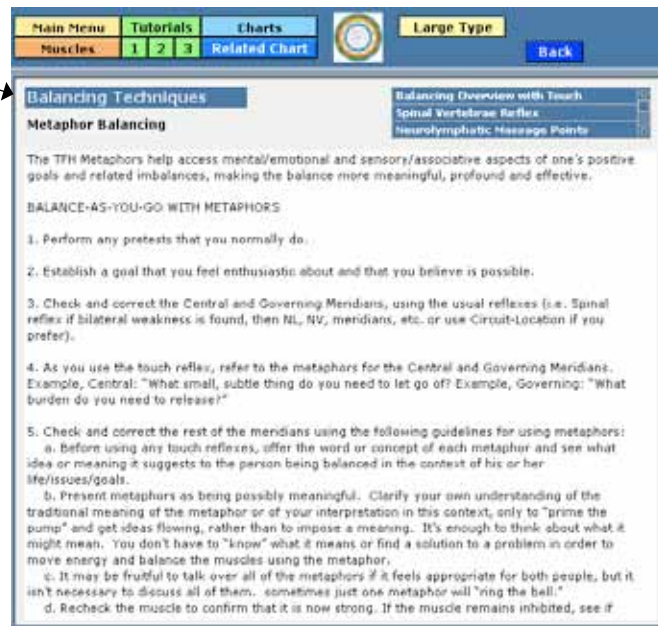 Main Menu
Tutorials
Charts
Large Type
Muscles
1 2 3
Related Chart
Back
Balancing Techniques
Balancing Overview with Touch
Spinal Vertebrae Reflex
Neurolymphatic Massage Points
Metaphor Balancing
The TFH Metaphors help access mental/emotional and sensory/associative aspects of one's positive
goals and related imbalances, making the balance more meaningful, profound and effective.
BALANCE-AS-YOU-GO WITH METAPHORS
1. Perform any pretests that you normally do.
2. Establish a goal that you feel enthusiastic about and that you believe is possible.
3. Check and correct the Central and Governing Meridians, using the usual reflexes (i.e. Spinal
reflex if bilateral weakness is found, then NL, NV, meridians, etc. or use Circuit-Location if you
prefer).
4. As you use the touch reflex, refer to the metaphors for the Central and Governing Meridians.
Example, Central: "What small, subtle thing do you need to let go of? Example, Governing: "What
burden do you need to release?"
5. Check and correct the rest of the meridians using the following guidelines for using metaphors:
a. Before using any touch reflexes, offer the word or concept of each metaphor and see what
idea or meaning it suggests to the person being balanced in the context of his or her
life/issues/goals.
b. Present metaphors as being possibly meaningful. Clarify your own understanding of the
traditional meaning of the metaphor or of your interpretation in this context, only to "prime the
pump" and get ideas flowing, rather than to impose a meaning. It's enough to think about what it
might mean. You don't have to "know" what it means or find a solution to a problem in order to
move energy and balance the muscles using the metaphor.
c. It may be fruitful to talk over all of the metaphors if it feels appropriate for both people, but it
isn't necessary to discuss all of them. sometimes just one metaphor will "ring the bell."
d. Recheck the muscle to confirm that it is now strong. If the muscle remains inhibited, see if